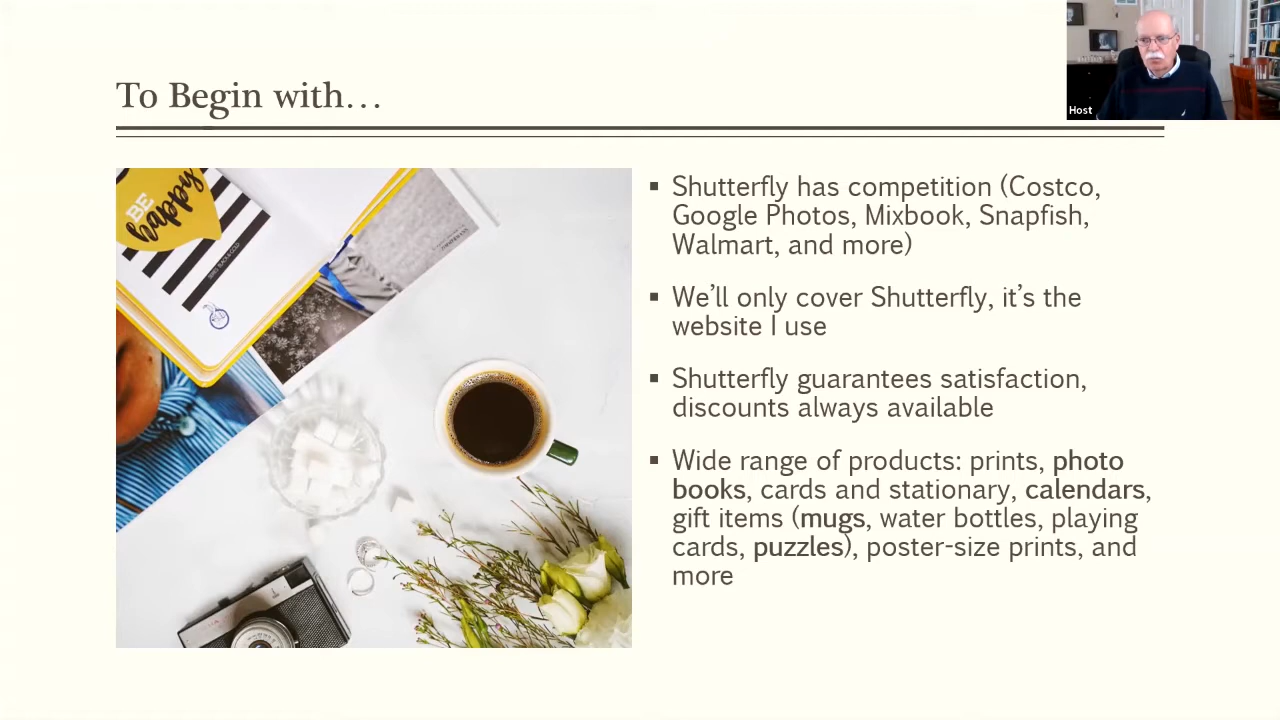 To Begin with…
Host
BE
happy
Shutterfly has competition (Costco,
Google Photos, Mixbook, Snapfish,
Walmart, and more)
We’ll only cover Shutterfly, it’s the
website I use
Shutterfly guarantees satisfaction,
discounts always available
Wide range of products: prints, photo
books, cards and stationary, calendars,
gift items (mugs, water bottles, playing
cards, puzzles), poster-size prints, and
more